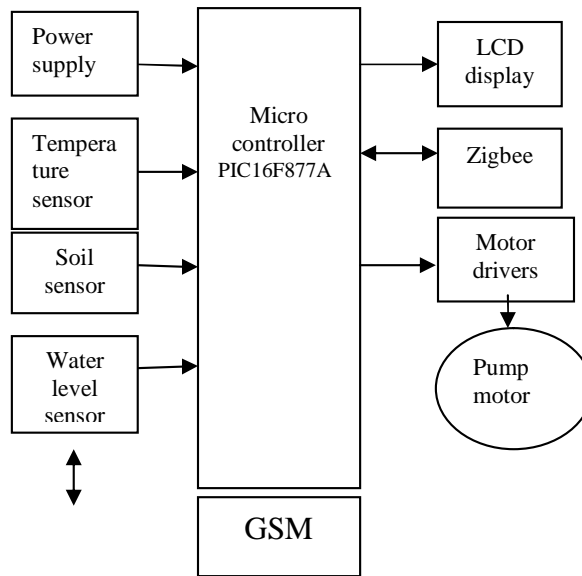 Power
supply
Tempera
ture
sensor
Soil
sensor
Water
level
sensor
Micro
controller
PIC16F877A
GSM
LCD
display
Zigbee
Motor
drivers
Pump
motor